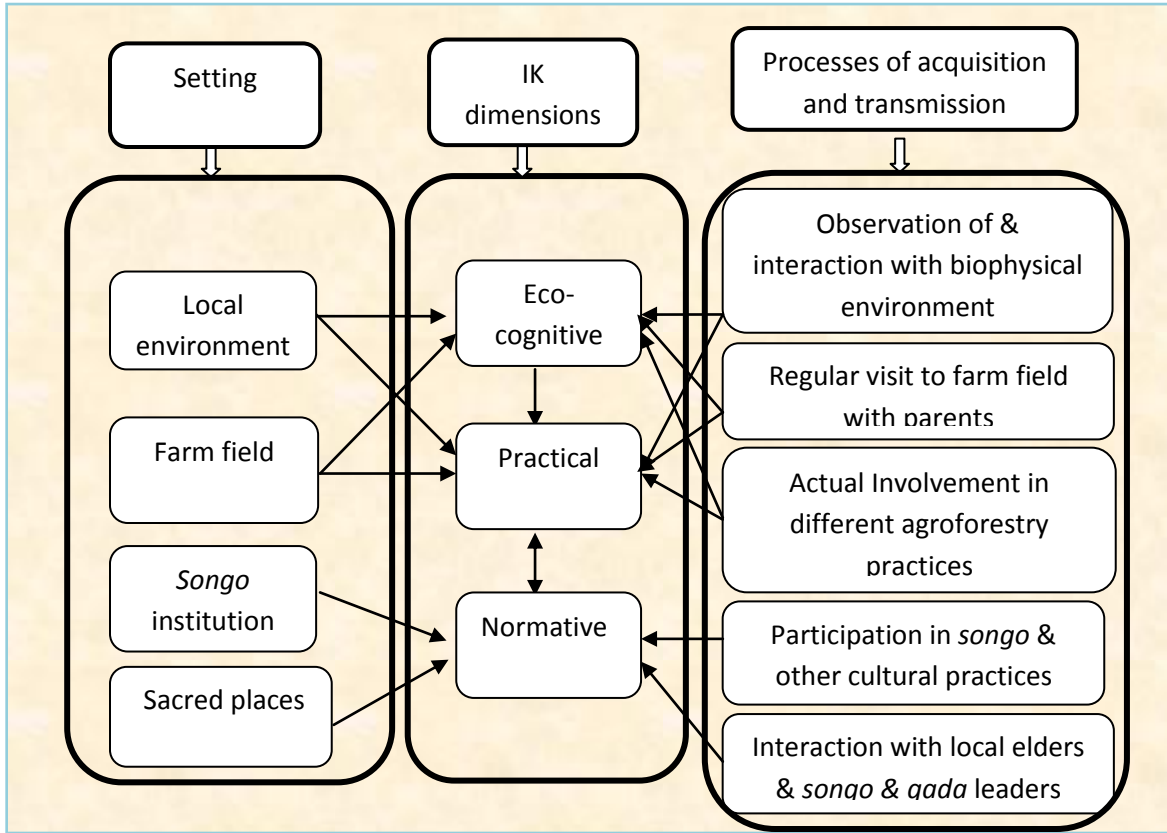 Setting
IK
dimensions
Processes of acquisition
and transmission
Local
environment
Farm field
Songo
institution
Sacred places
Eco-
cognitive
Practical
Normative
Observation of &
interaction with biophysical
environment
Regular visit to farm field
with parents
Actual Involvement in
different agroforestry
practices
Participation in songo &
other cultural practices
Interaction with local elders
& songo & gada leaders